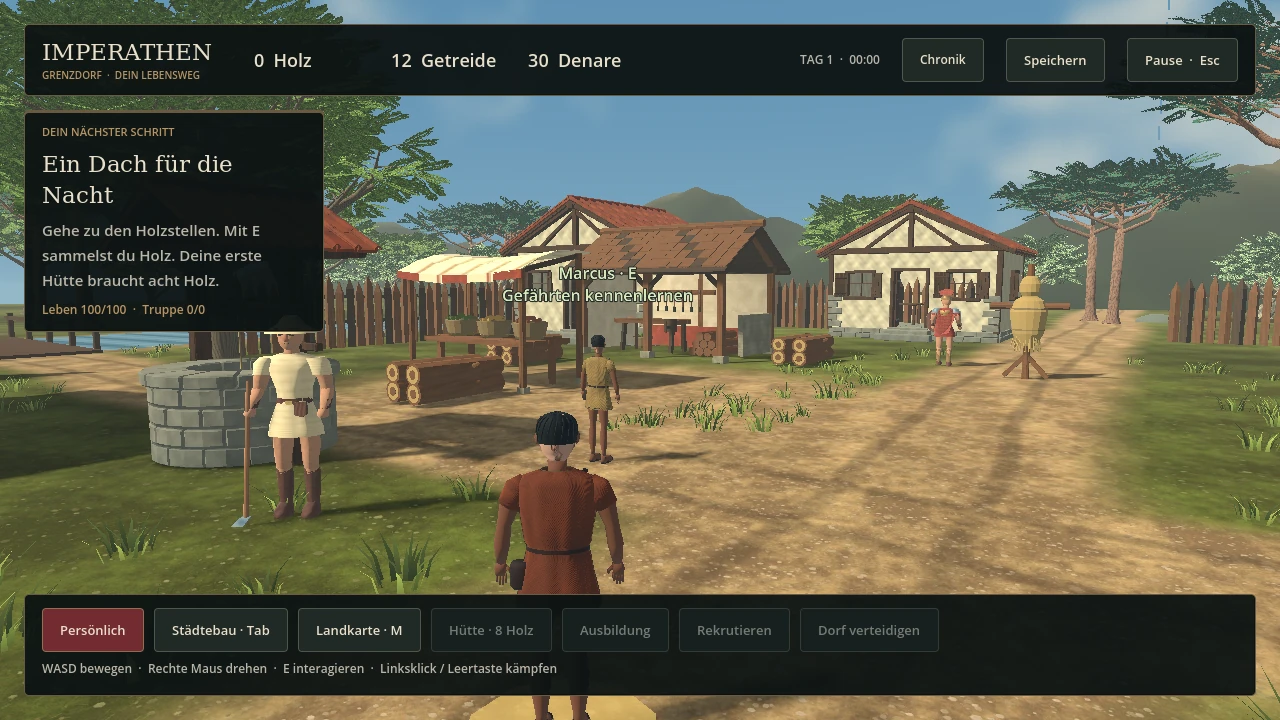 IMPERATHEN
GRENZDORF · DEIN LEBENSWEG
0 Holz
12 Getreide
30 Denare
TAG 1 · 00:00
Chronik
Speichern
Pause · Esc
DEIN NÄCHSTER SCHRITT
Ein Dach für die
Nacht
Gehe zu den Holzstellen. Mit E
sammelst du Holz. Deine erste
Hütte braucht acht Holz.
Leben 100/100 · Truppe 0/0
Marcus · E
Gefährten kennenlernen
Persönlich
Städtebau · Tab
Landkarte · M
Hütte · 8 Holz
Ausbildung
Rekrutieren
Dorf verteidigen
WASD bewegen · Rechte Maus drehen · E interagieren · Linksklick / Leertaste kämpfen